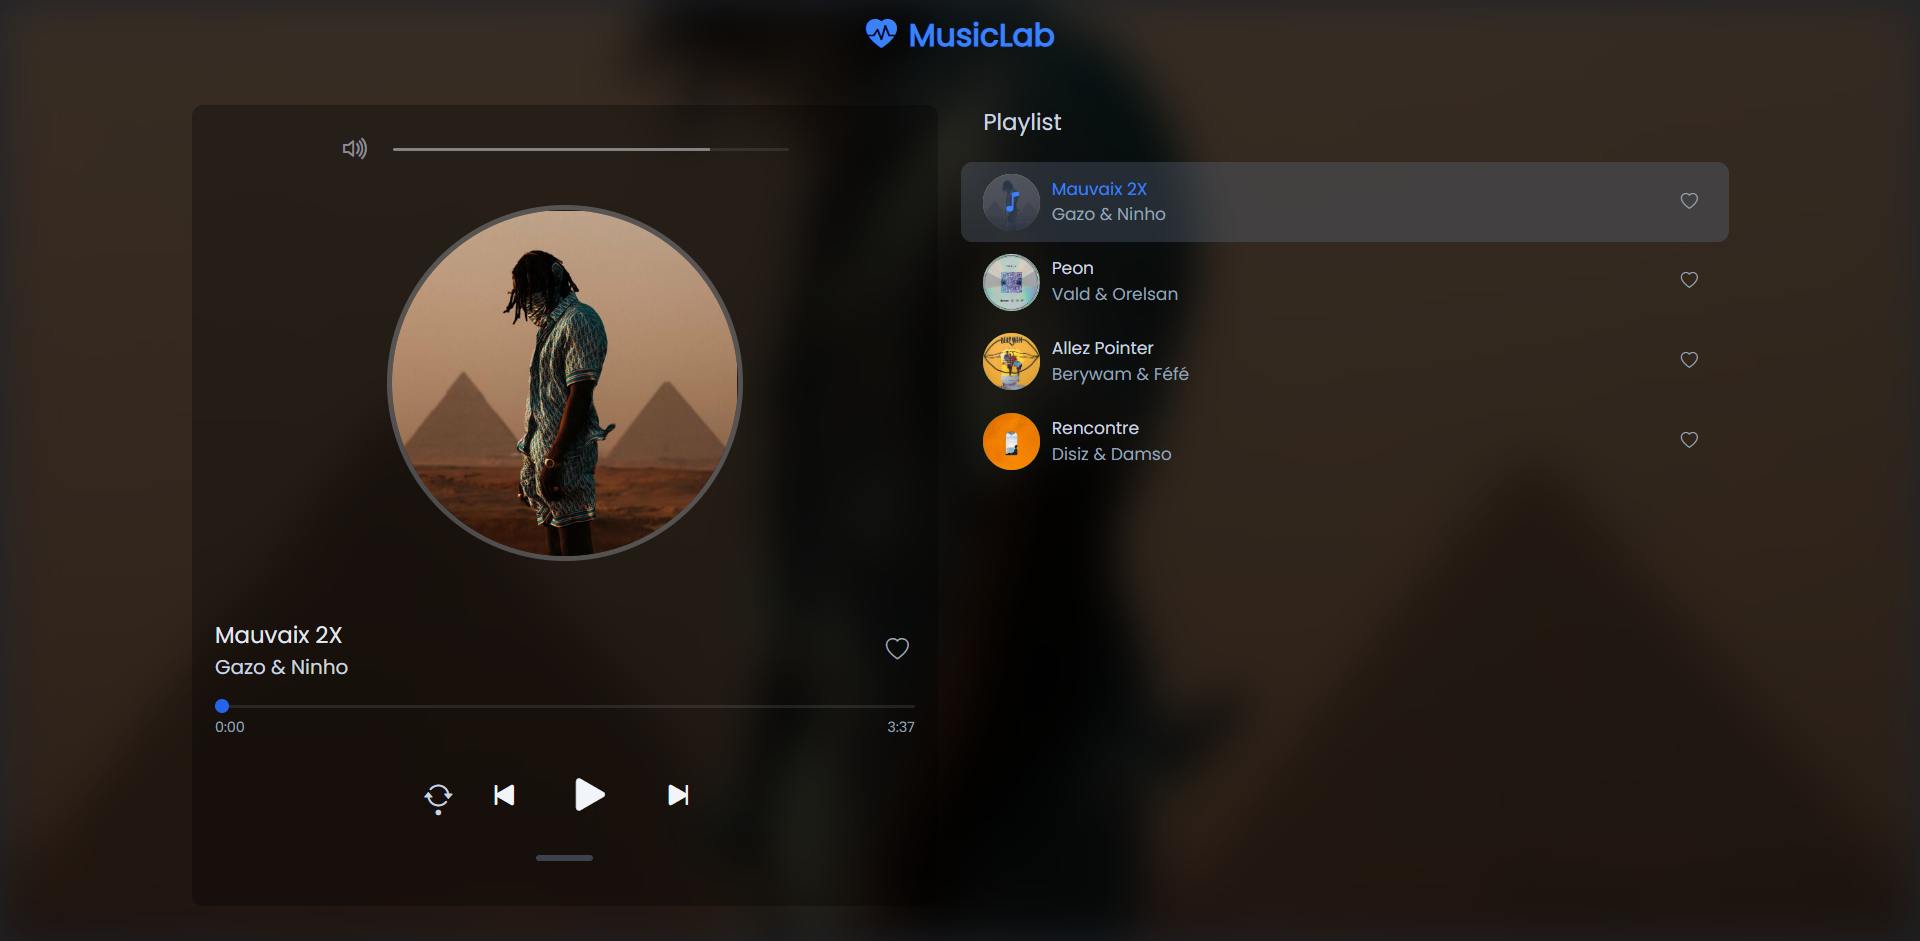 MusicLab
Mauvaix 2X
Gazo & Ninho
0:00
3:37
Playlist
Mauvaix 2X
Gazo & Ninho
Peon
Vald & Orelsan
Allez Pointer
Berywam & Féfé
Rencontre
Disiz & Damso